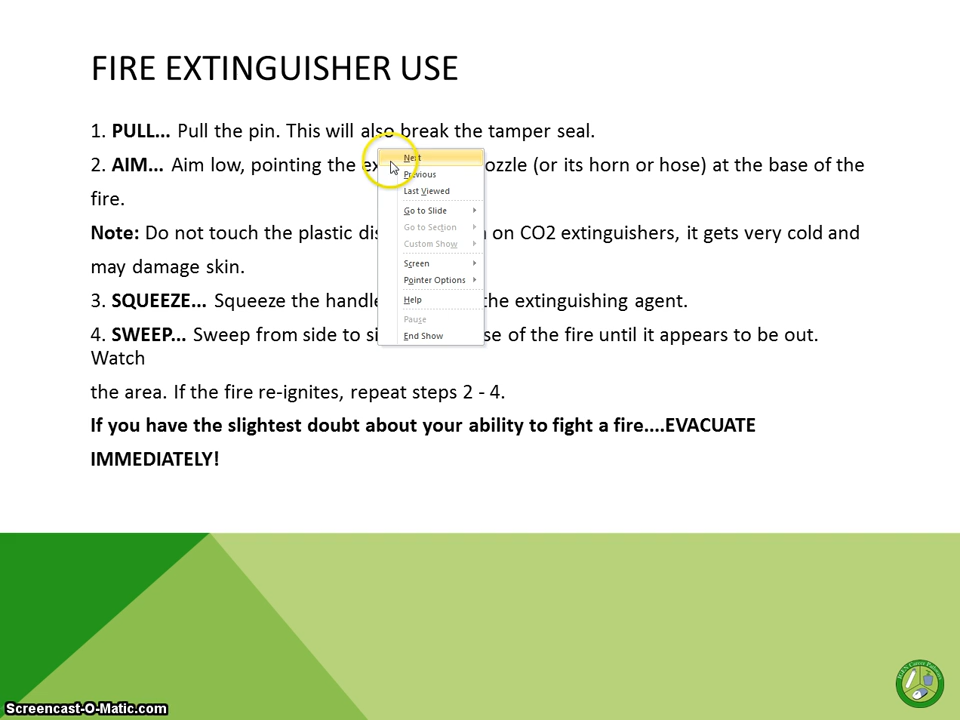 FIRE EXTINGUISHER USE
1. PULL... Pull the pin. This will also break the tamper seal.
2. AIM... Aim low, pointing the (or its horn or hose) at the base of the
fire.
Note: Do not touch the plastic on CO2 extinguishers, it gets very cold and
may damage skin.
3. SQUEEZE... Squeeze the handle the extinguishing agent.
4. SWEEP... Sweep from side to of the fire until it appears to be out.
Watch
the area. If the fire re-ignites, repeat steps 2 - 4.
If you have the slightest doubt about your ability to fight a fire....EVACUATE
IMMEDIATELY!
Next
Previous
Last Viewed
Go to Slide
Go to Section
Custom Show
Screen
Pointer Options
Help
Pause
End Show
Screencast-O-Matic.com